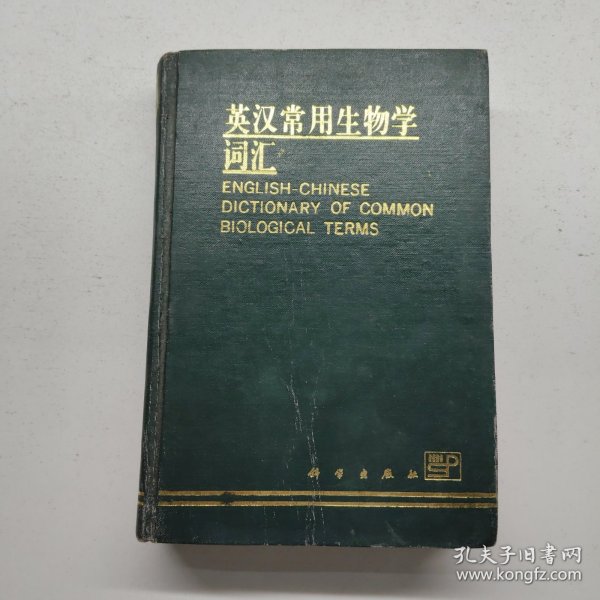 英汉常用生物学
词汇
ENGLISH-CHINESE
DICTIONARY OF COMMON
BIOLOGICAL TERMS
科学出版社
孔夫子旧书网
www.kongfz.com